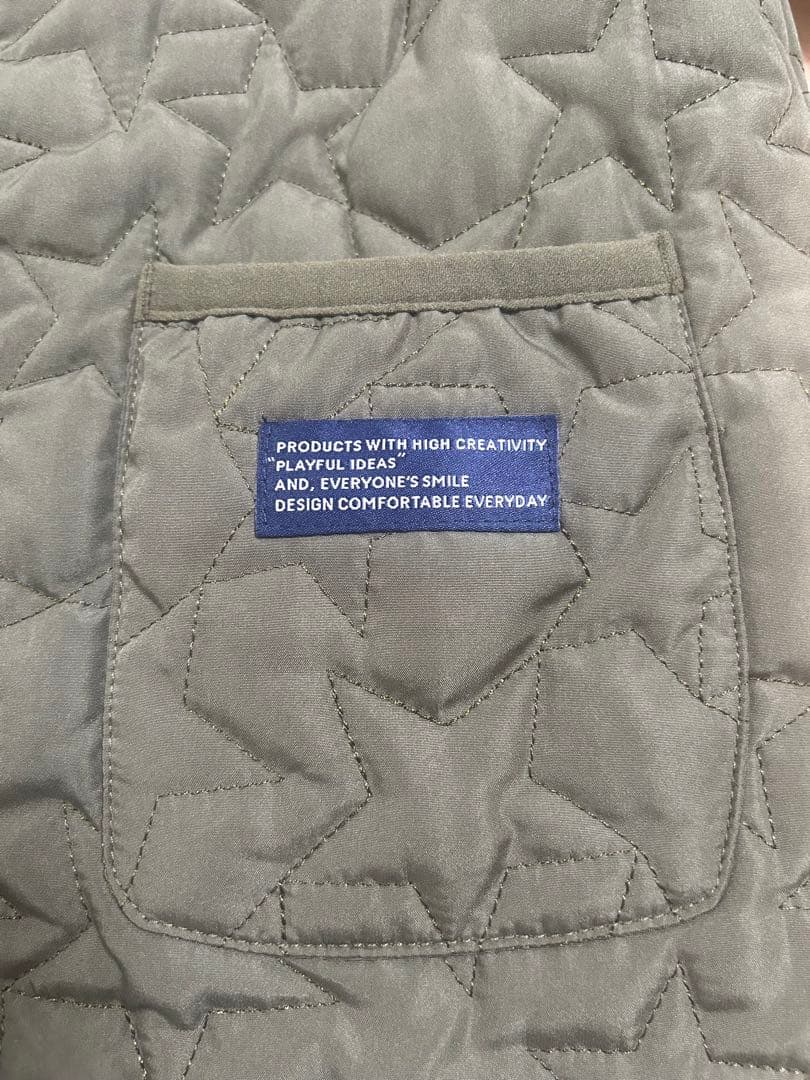 PRODUCTS WITH HIGH CREATIVITY
"PLAYFUL IDEAS"
AND, EVERYONE'S SMILE
DESIGN COMFORTABLE EVERYDAY